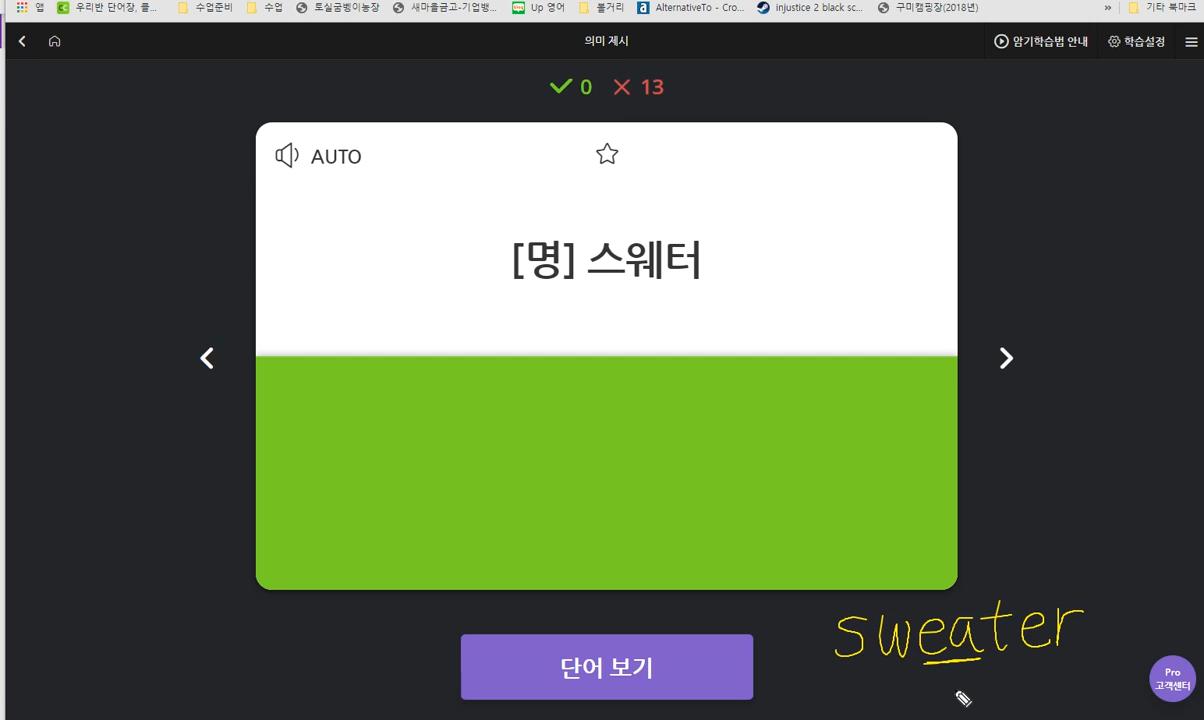 앱 우리반 단어장, 클... 수업준비 수업 토실굼벵이농장 새마을금고-기업뱅... Up 영어 볼거리 AlternativeTo - Cro... injustice 2 black sc... 구미캠핑장(2018년) » 기타 북마크
의미 제시 암기학습법 안내 학습설정
0 13
AUTO
[명] 스웨터
sweater
단어 보기
Pro
고객센터